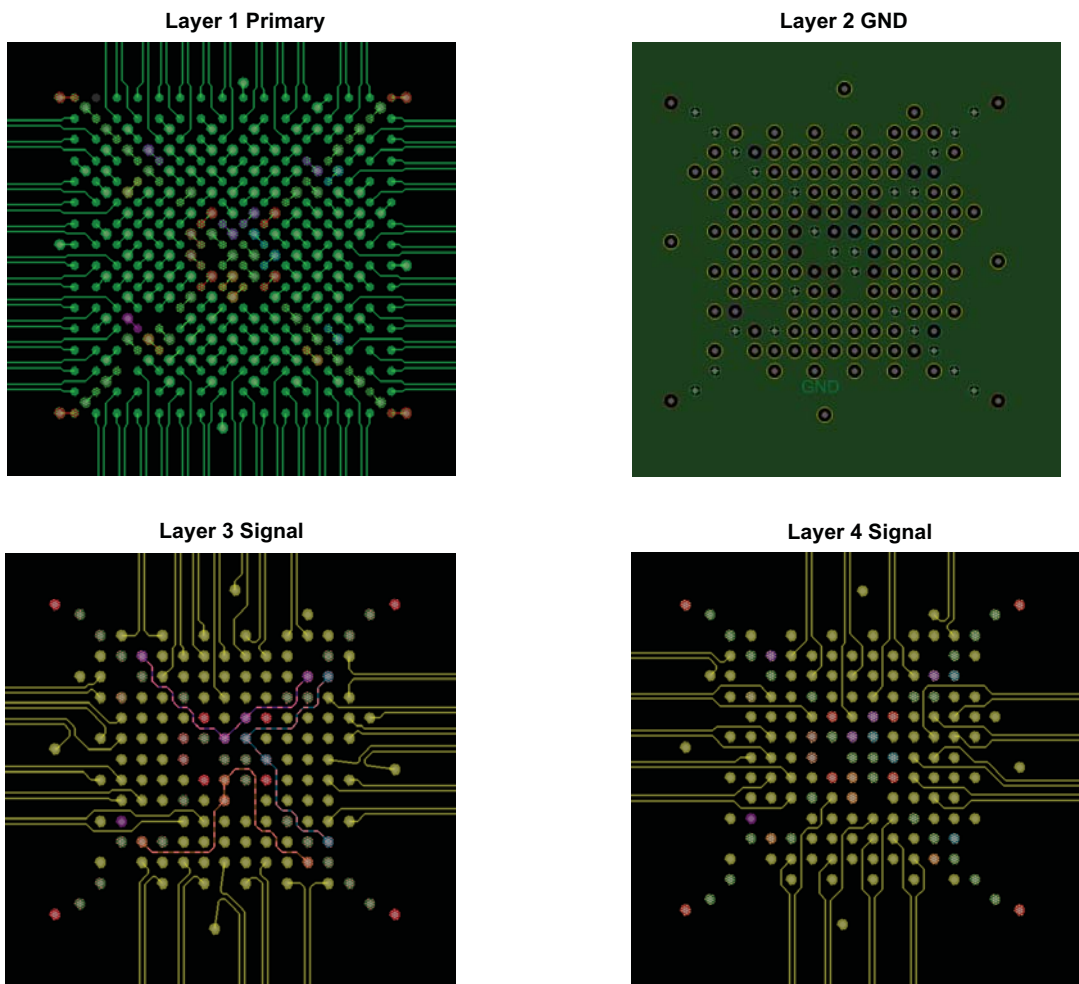 Layer 1 Primary
Layer 2 GND
GND
Layer 3 Signal
Layer 4 Signal